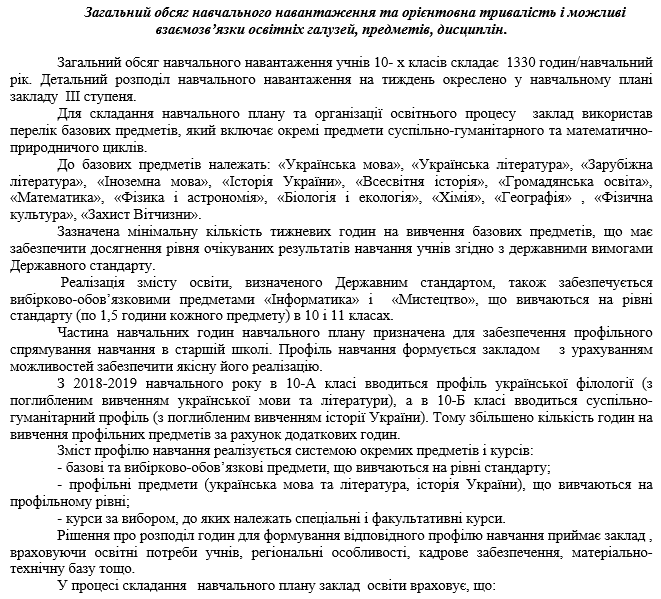 Загальний обсяг навчального навантаження та орієнтовна тривалість і можливі
взаємозв’язки освітніх галузей, предметів, дисциплін.
Загальний обсяг навчального навантаження учнів 10- х класів складає 1330 годин/навчальний
рік. Детальний розподіл навчального навантаження на тиждень окреслено у навчальному плані
закладу III ступеня.
Для складання навчального плану та організації освітнього процесу заклад використав
перелік базових предметів, який включає окремі предмети суспільно-гуманітарного та математично-
природничого циклів.
До базових предметів належать: «Українська мова», «Українська література», «Зарубіжна
література», «Іноземна мова», «Історія України», «Всесвітня історія», «Громадянська освіта»,
«Математика», «Фізика і астрономія», «Біологія і екологія», «Хімія», «Географія» , «Фізична
культура», «Захист Вітчизни».
Зазначена мінімальну кількість тижневих годин на вивчення базових предметів, що має
забезпечити досягнення рівня очікуваних результатів навчання учнів згідно з державними вимогами
Державного стандарту.
Реалізація змісту освіти, визначеного Державним стандартом, також забезпечується
вибірково-обов’язковими предметами «Інформатика» і «Мистецтво», що вивчаються на рівні
стандарту (по 1,5 години кожного предмету) в 10 і 11 класах.
Частина навчальних годин навчального плану призначена для забезпечення профільного
спрямування навчання в старшій школі. Профіль навчання формується закладом з урахуванням
можливостей забезпечити якісну його реалізацію.
З 2018-2019 навчального року в 10-А класі вводиться профіль української філології (з
поглибленим вивченням української мови та літератури), а в 10-Б класі вводиться суспільно-
гуманітарний профіль (з поглибленим вивченням історії України). Тому збільшено кількість годин на
вивчення профільних предметів за рахунок додаткових годин.
Зміст профілю навчання реалізується системою окремих предметів і курсів:
- базові та вибірково-обов’язкові предмети, що вивчаються на рівні стандарту;
- профільні предмети (українська мова та література, історія України), що вивчаються на
профільному рівні;
- курси за вибором, до яких належать спеціальні і факультативні курси.
Рішення про розподіл годин для формування відповідного профілю навчання приймає заклад ,
враховуючи освітні потреби учнів, регіональні особливості, кадрове забезпечення, матеріально-
технічну базу тощо.
У процесі складання навчального плану заклад освіти враховує, що: